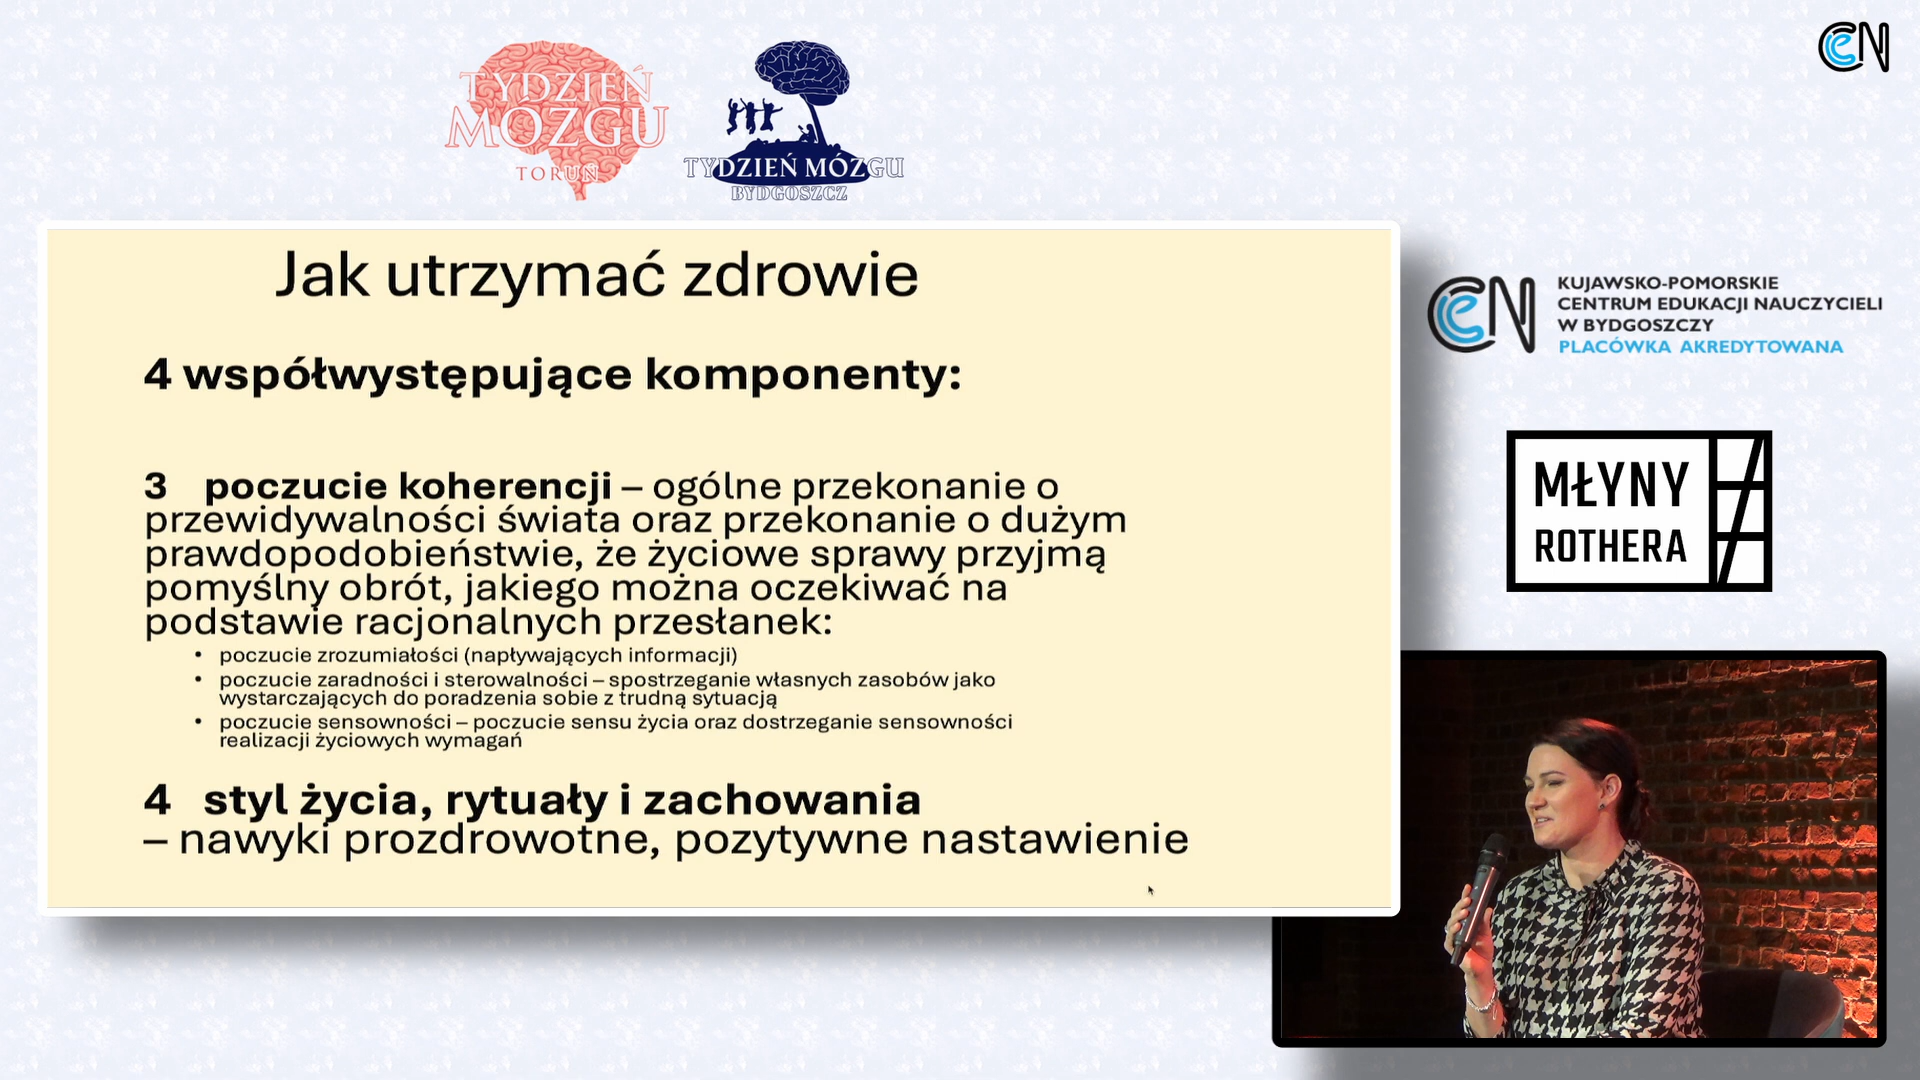 CeN
TYDZIEŃ
MÓZGU
TORUŃ
TYDZIEŃ MÓZGU
BYDGOSZCZ
Jak utrzymać zdrowie
4 współwystępujące komponenty:
3 poczucie koherencji – ogólne przekonanie o
przewidywalności świata oraz przekonanie o dużym
prawdopodobieństwie, że życiowe sprawy przyjmą
pomyślny obrót, jakiego można oczekiwać na
podstawie racjonalnych przesłanek:
• poczucie zrozumiałości (napływających informacji)
• poczucie zaradności i sterowalności – spostrzeganie własnych zasobów jako
wystarczających do poradzenia sobie z trudną sytuacją
• poczucie sensowności – poczucie sensu życia oraz dostrzeganie sensowności
realizacji życiowych wymagań
4 styl życia, rytuały i zachowania
– nawyki prozdrowotne, pozytywne nastawienie
CeN
KUJAWSKO-POMORSKIE
CENTRUM EDUKACJI NAUCZYCIELI
W BYDGOSZCZY
PLACÓWKA AKREDYTOWANA
MŁYNY
ROTHERA